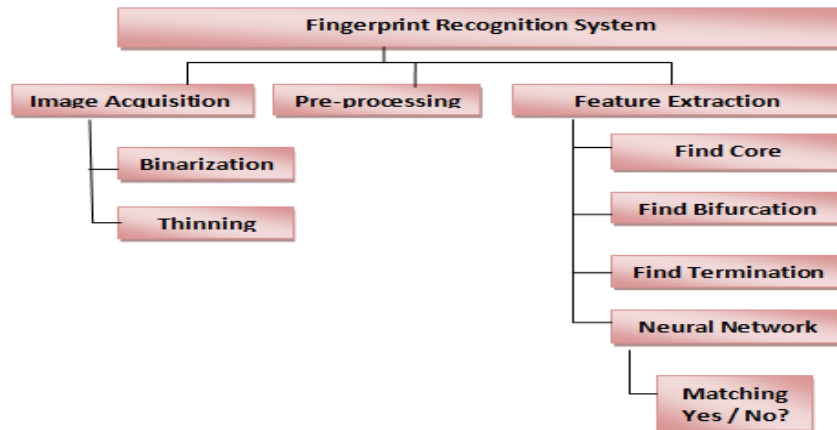 Fingerprint Recognition System
Image Acquisition
Pre-processing
Feature Extraction
Binarization
Thinning
Find Core
Find Bifurcation
Find Termination
Neural Network
Matching
Yes / No?